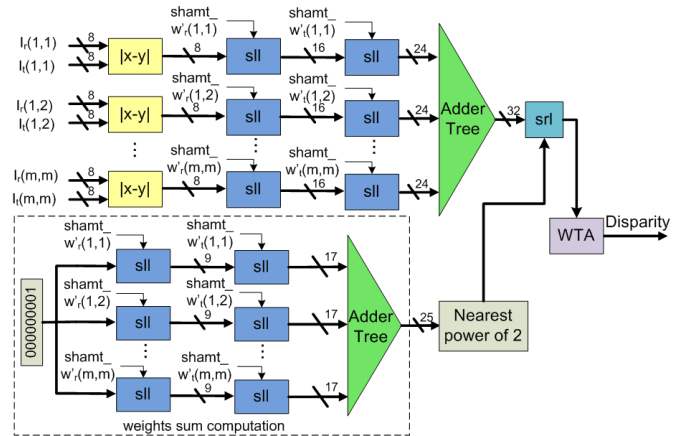 shamt_ shamt_
w'r(1,1) w't(1,1)
Ir(1,1) 8 |x-y| 8 sll 16 sll 24
It(1,1) 8
shamt_ shamt_
w'r(1,2) w't(1,2)
Ir(1,2) 8 |x-y| 8 sll 16 sll 24
It(1,2) 8
Adder
Tree
32
srl
shamt_ shamt_
w'r(m,m) w't(m,m)
Ir(m,m) 8 |x-y| 8 sll 16 sll 24
It(m,m) 8
WTA
Disparity
000000001
shamt_ shamt_
w'r(1,1) w't(1,1)
sll 9 sll 17
shamt_ shamt_
w'r(1,2) w't(1,2)
sll 9 sll 17
Adder
Tree
25
Nearest
power of 2
shamt_ shamt_
w'r(m,m) w't(m,m)
sll 9 sll 17
weights sum computation